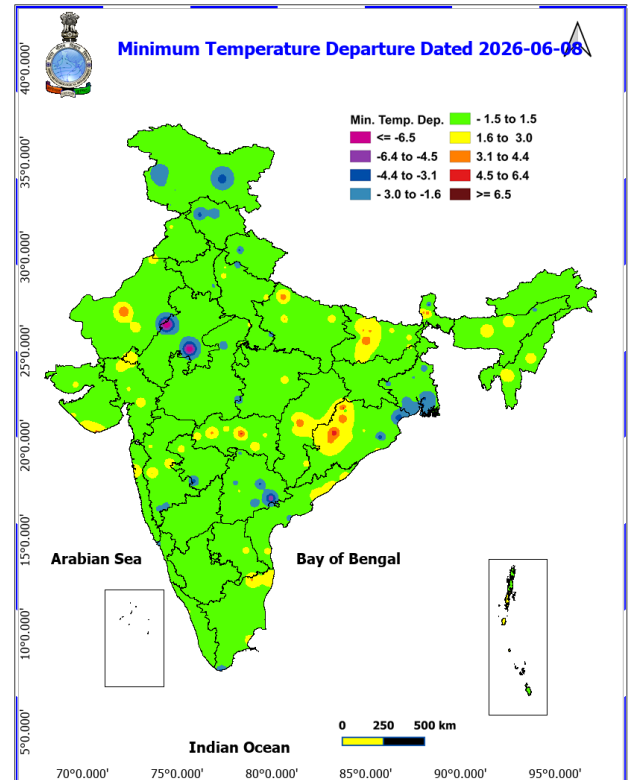 Minimum Temperature Departure Dated 2026-06-08
Min. Temp. Dep.
<= -6.5
-6.4 to -4.5
-4.4 to -3.1
- 3.0 to -1.6
- 1.5 to 1.5
1.6 to 3.0
3.1 to 4.4
4.5 to 6.4
>= 6.5
40°0.000'
35°0.000'
30°0.000'
25°0.000'
20°0.000'
15°0.000'
10°0.000'
5°0.000'
Arabian Sea
Bay of Bengal
0 250 500 km
Indian Ocean
70°0.000' 75°0.000' 80°0.000' 85°0.000' 90°0.000' 95°0.000'